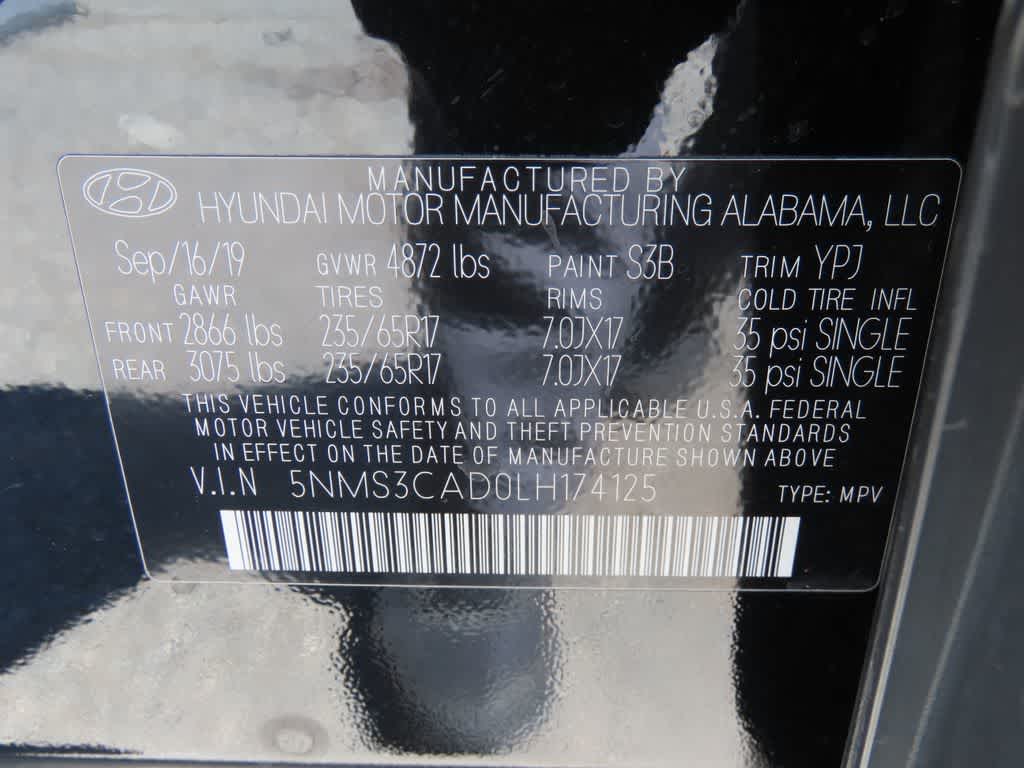 MANUFACTURED BY
HYUNDAI MOTOR MANUFACTURING ALABAMA, LLC
Sep/16/19 GVWR 4872 lbs PAINT S3B TRIM YPJ
GAWR TIRES RIMS COLD TIRE INFL
FRONT 2866 lbs 235/65R17 7.0JX17 35 psi SINGLE
REAR 3075 lbs 235/65R17 7.0JX17 35 psi SINGLE
THIS VEHICLE CONFORMS TO ALL APPLICABLE U.S.A. FEDERAL
MOTOR VEHICLE SAFETY AND THEFT PREVENTION STANDARDS
IN EFFECT ON THE DATE OF MANUFACTURE SHOWN ABOVE
V.I.N 5NMS3CAD0LH174125 TYPE: MPV